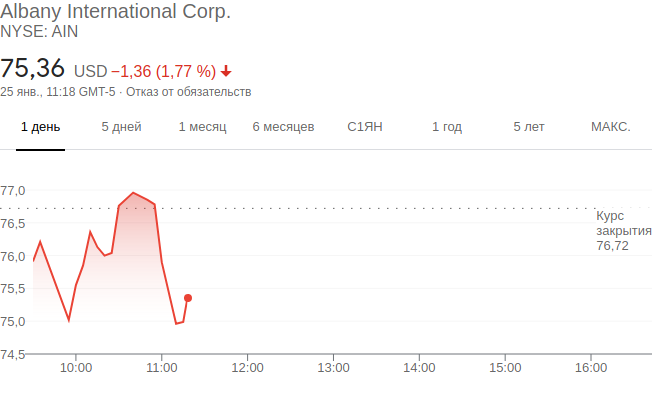 Albany International Corp.
NYSE: AIN
75,36 USD −1,36 (1,77 %)
25 янв., 11:18 GMT-5 · Отказ от обязательств
1 день 5 дней 1 месяц 6 месяцев С1ЯН 1 год 5 лет МАКС.
77,0
76,5
76,0
75,5
75,0
74,5
Курс
закрытия
76,72
10:00 11:00 12:00 13:00 14:00 15:00 16:00